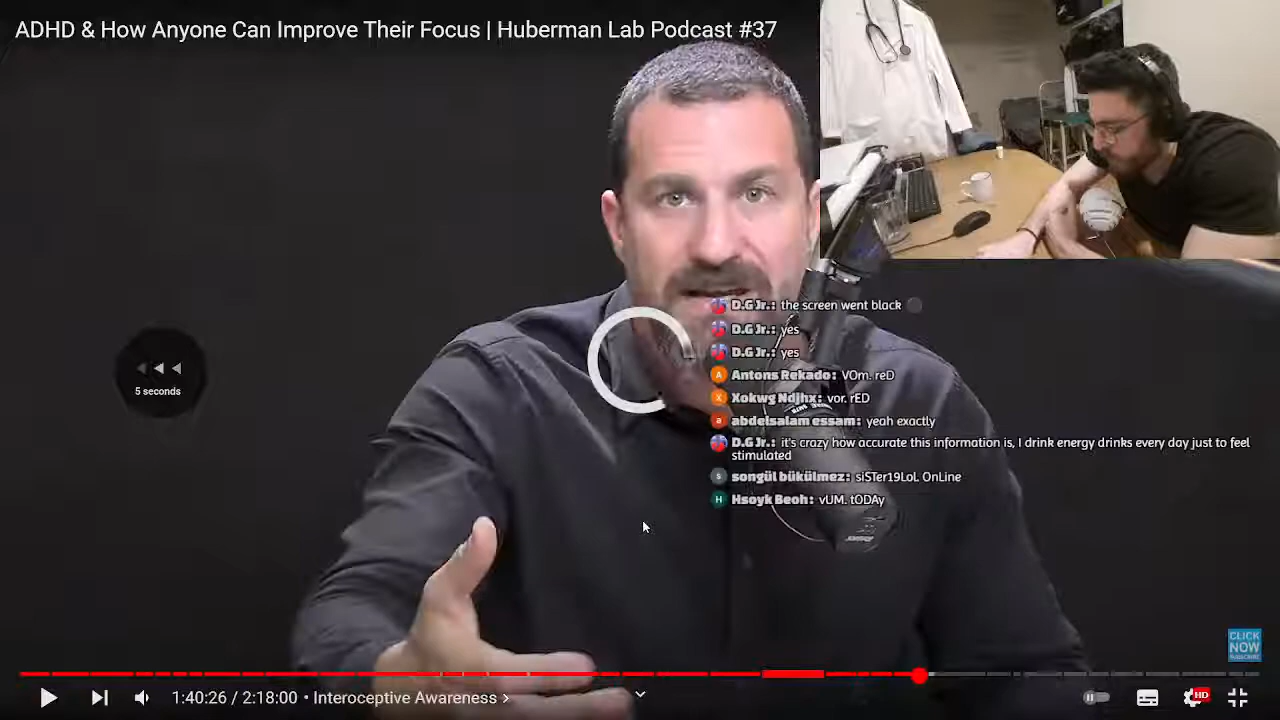 ADHD & How Anyone Can Improve Their Focus | Huberman Lab Podcast #37
D.G Jr.: the screen went black
D.G Jr.: yes
D.G Jr.: yes
A Antons Rekado: VOm. reD
X Xokwg Ndjhx: vor. rED
a abdelsalam essam: yeah exactly
D.G Jr.: it's crazy how accurate this information is, I drink energy drinks every day just to feel
stimulated
s songül bükülmez: siSTer19Lol. OnLine
H Hsoyk Beoh: vUM. tODAy
5 seconds
CLICK
NOW
SUBSCRIBE
1:40:26 / 2:18:00 • Interoceptive Awareness >
HD